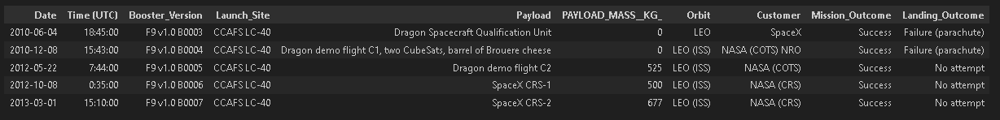 Date Time (UTC) Booster_Version Launch_Site Payload PAYLOAD_MASS__KG_ Orbit Customer Mission_Outcome Landing_Outcome
2010-06-04 18:45:00 F9 v1.0 B0003 CCAFS LC-40 Dragon Spacecraft Qualification Unit 0 LEO SpaceX Success Failure (parachute)
2010-12-08 15:43:00 F9 v1.0 B0004 CCAFS LC-40 Dragon demo flight C1, two CubeSats, barrel of Brouere cheese 0 LEO (ISS) NASA (COTS) NRO Success Failure (parachute)
2012-05-22 7:44:00 F9 v1.0 B0005 CCAFS LC-40 Dragon demo flight C2 525 LEO (ISS) NASA (COTS) Success No attempt
2012-10-08 0:35:00 F9 v1.0 B0006 CCAFS LC-40 SpaceX CRS-1 500 LEO (ISS) NASA (CRS) Success No attempt
2013-03-01 15:10:00 F9 v1.0 B0007 CCAFS LC-40 SpaceX CRS-2 677 LEO (ISS) NASA (CRS) Success No attempt